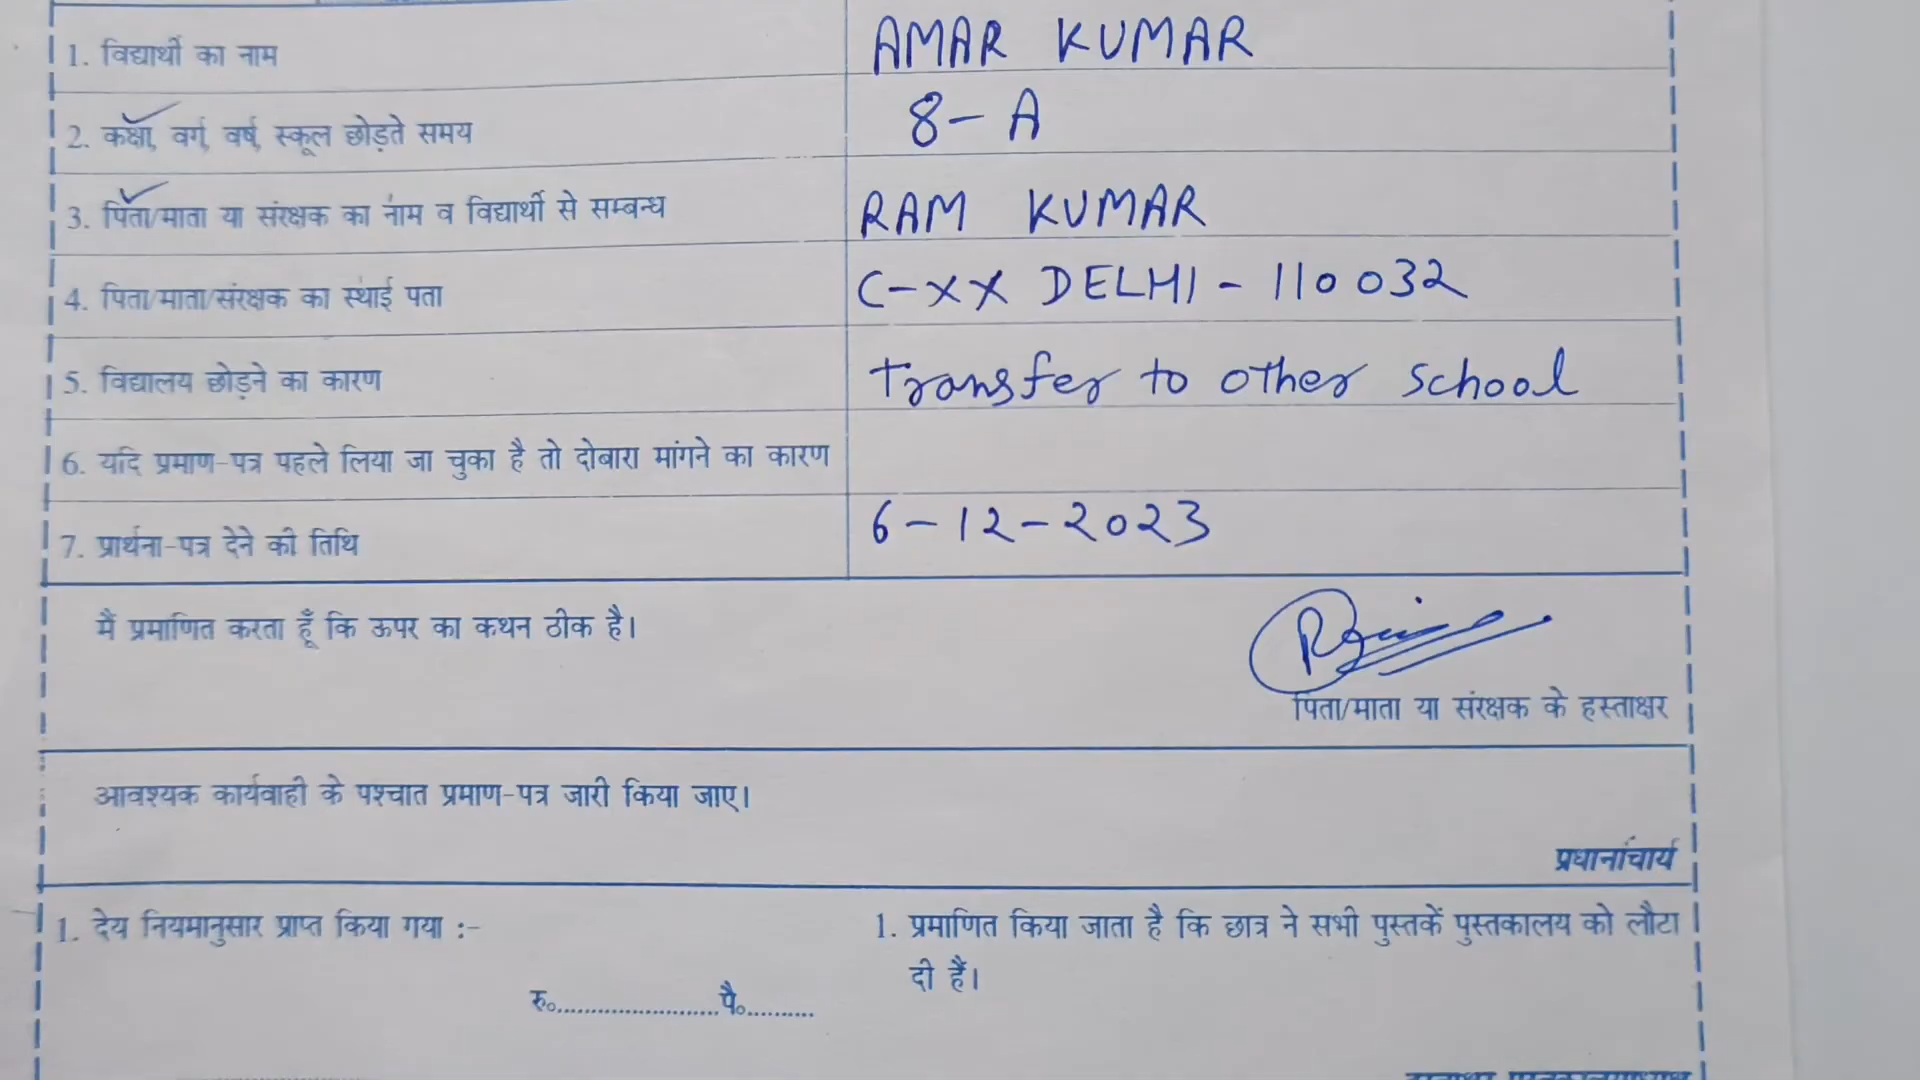 1. विद्यार्थी का नाम AMAR KUMAR
2. कक्षा, वर्ग, वर्ष, स्कूल छोड़ते समय 8-A
3. पिता/माता या संरक्षक का नाम व विद्यार्थी से सम्बन्ध RAM KUMAR
4. पिता/माता/संरक्षक का स्थाई पता C-XX DELHI-110032
5. विद्यालय छोड़ने का कारण Transfer to other school
6. यदि प्रमाण-पत्र पहले लिया जा चुका है तो दोबारा मांगने का कारण
7. प्रार्थना-पत्र देने की तिथि 6-12-2023
मैं प्रमाणित करता हूँ कि ऊपर का कथन ठीक है।
पिता/माता या संरक्षक के हस्ताक्षर
आवश्यक कार्यवाही के पश्चात प्रमाण-पत्र जारी किया जाए।
प्रधानाचार्य
1. देय नियमानुसार प्राप्त किया गया :-
रु०........................पै०..........
1. प्रमाणित किया जाता है कि छात्र ने सभी पुस्तकें पुस्तकालय को लौटा
दी हैं।